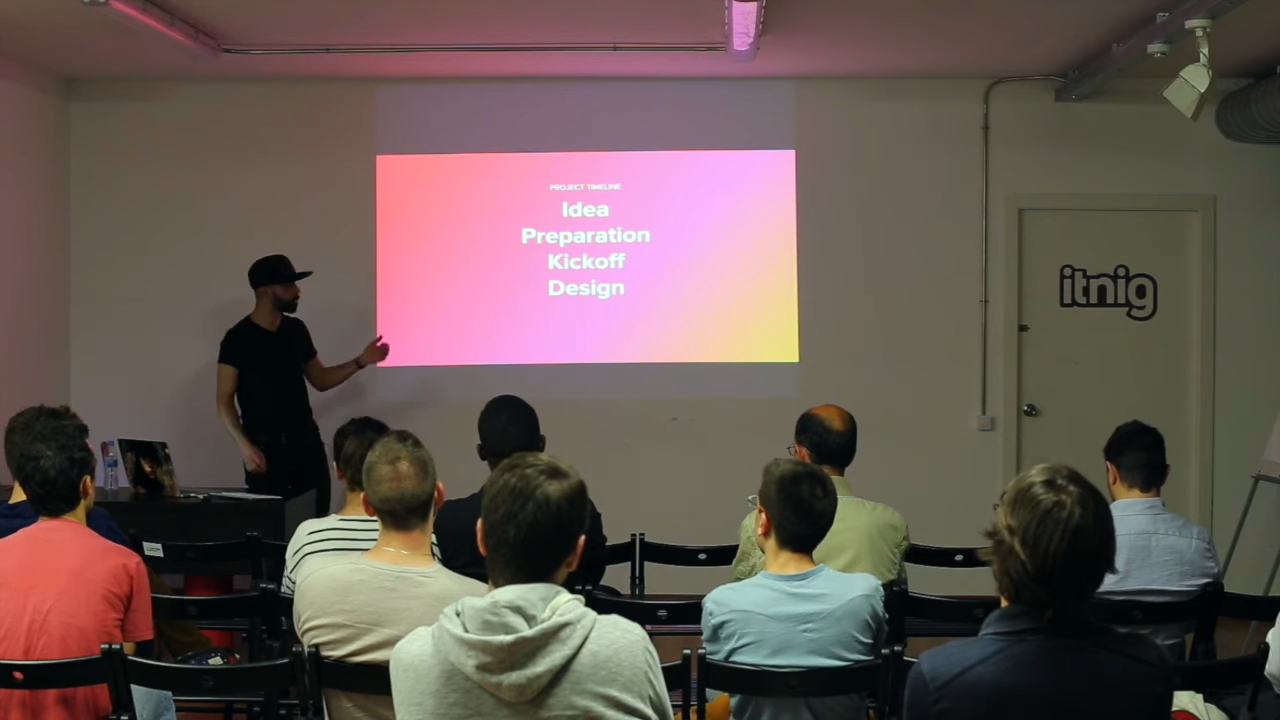 PROJECT TIMELINE
Idea
Preparation
Kickoff
Design
itnig